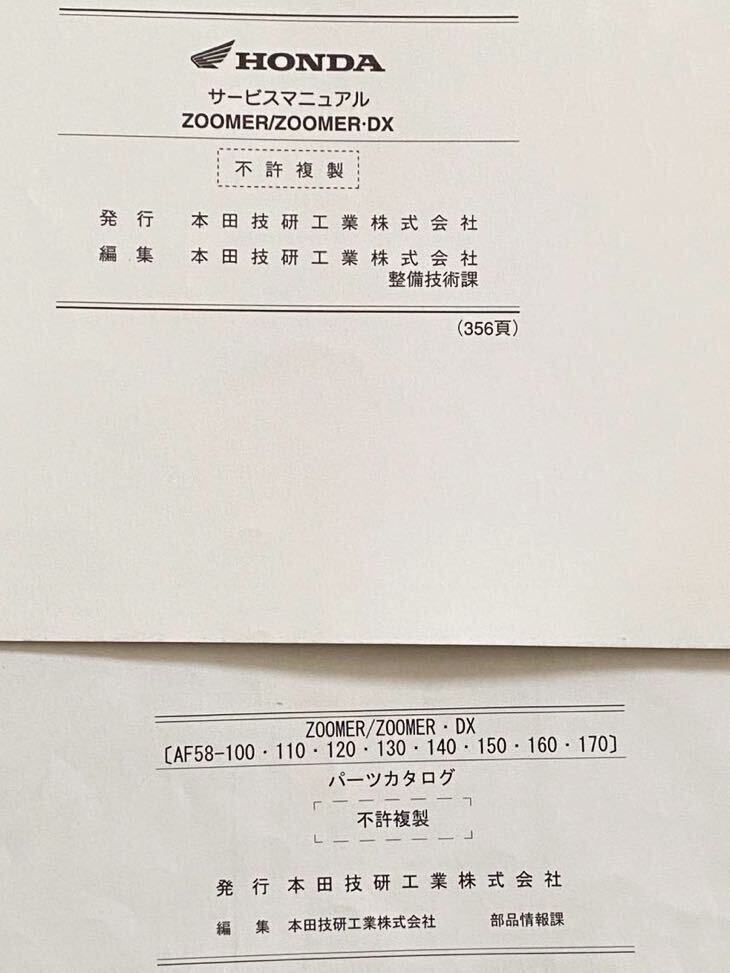 HONDA
サービスマニュアル
ZOOMER/ZOOMER·DX
不許複製
発行 本田技研工業株式会社
編集 本田技研工業株式会社
整備技術課
(356頁)
ZOOMER/ZOOMER・DX
〔AF58-100・110・120・130・140・150・160・170〕
パーツカタログ
不許複製
発行 本田技研工業株式会社
編集 本田技研工業株式会社 部品情報課